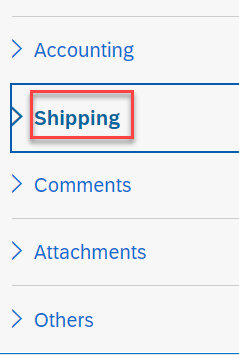 Accounting
Shipping
Comments
Attachments
Others